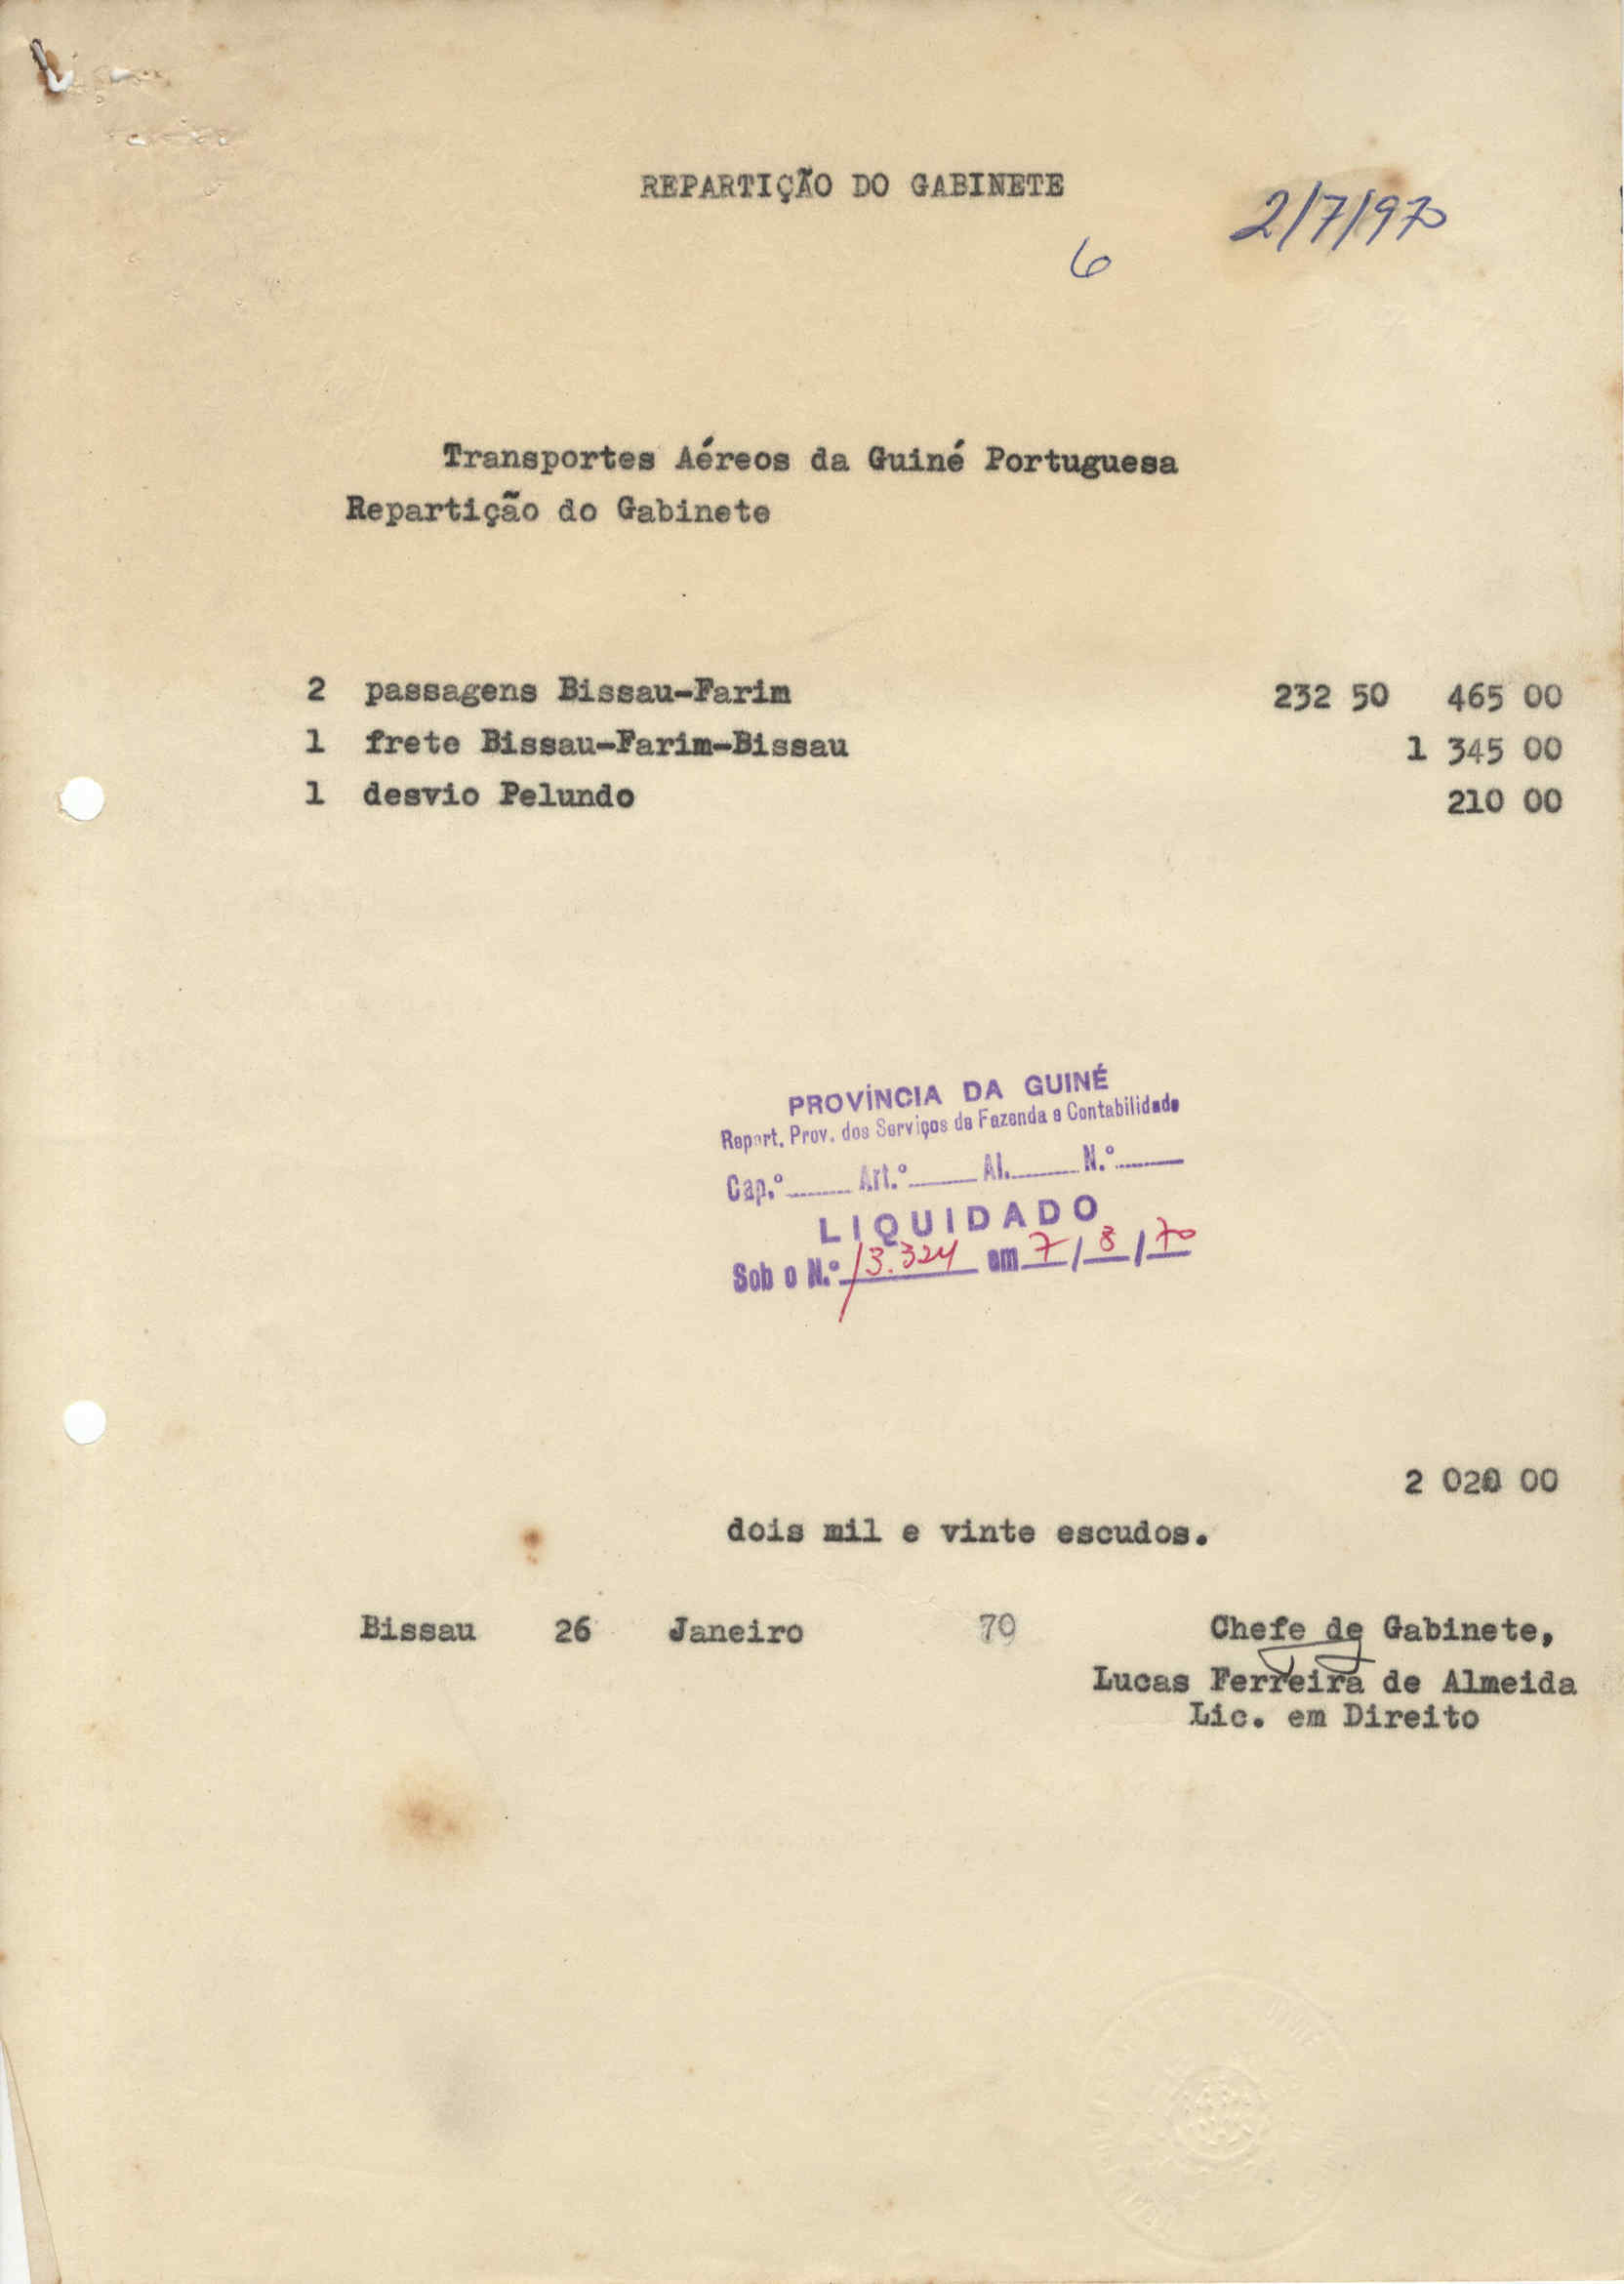 REPARTIÇÃO DO GABINETE
2/7/970
6
Transportes Aéreos da Guiné Portuguesa
Repartição do Gabinete
2 passagens Bissau-Farim 232 50 465 00
1 frete Bissau-Farim-Bissau 1 345 00
1 desvio Pelundo 210 00
PROVÍNCIA DA GUINÉ
Repart. Prov. dos Serviços de Fazenda e Contabilidade
Cap.º Art.º Al. N.º
LIQUIDADO
Sob o N.º 13.324 em 7/8/70
2 020 00
dois mil e vinte escudos.
Bissau 26 Janeiro 70 Chefe de Gabinete,
Lucas Ferreira de Almeida
Lic. em Direito